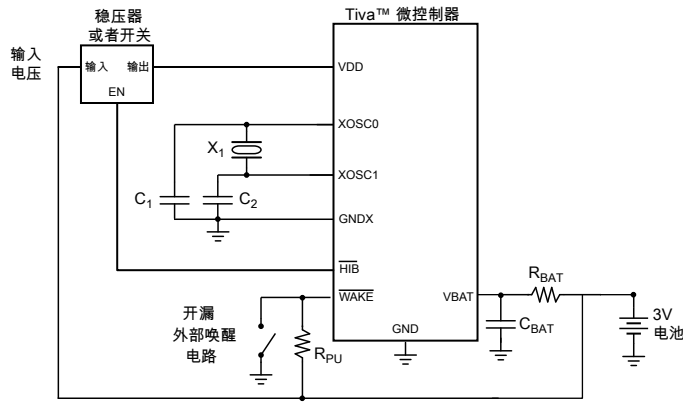 Tiva™ 微控制器
稳压器
或者开关
输入
电压
输入
输出
EN
VDD
XOSC0
X1
XOSC1
C1
C2
GNDX
HIB
WAKE
VBAT
RBAT
开漏
外部唤醒
电路
RPU
GND
CBAT
3V
电池